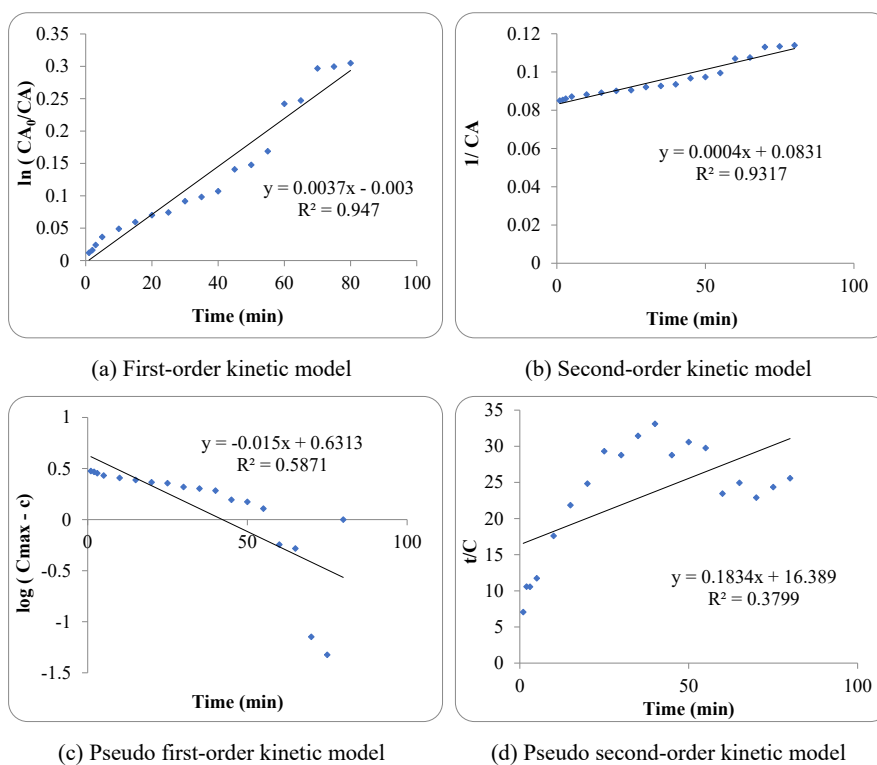 0.35
0.3
0.25
0.2
0.15
0.1
0.05
0
0 20 40 60 80 100
ln ( CA₀/CA)
Time (min)
y = 0.0037x - 0.003
R² = 0.947
(a) First-order kinetic model
0.12
0.1
0.08
0.06
0.04
0.02
0
0 50 100
1/ CA
Time (min)
y = 0.0004x + 0.0831
R² = 0.9317
(b) Second-order kinetic model
1
0.5
0
-0.5
-1
-1.5
0 50 100
log ( Cmax - c)
Time (min)
y = -0.015x + 0.6313
R² = 0.5871
(c) Pseudo first-order kinetic model
35
30
25
20
15
10
5
0
0 50 100
t/C
Time (min)
y = 0.1834x + 16.389
R² = 0.3799
(d) Pseudo second-order kinetic model